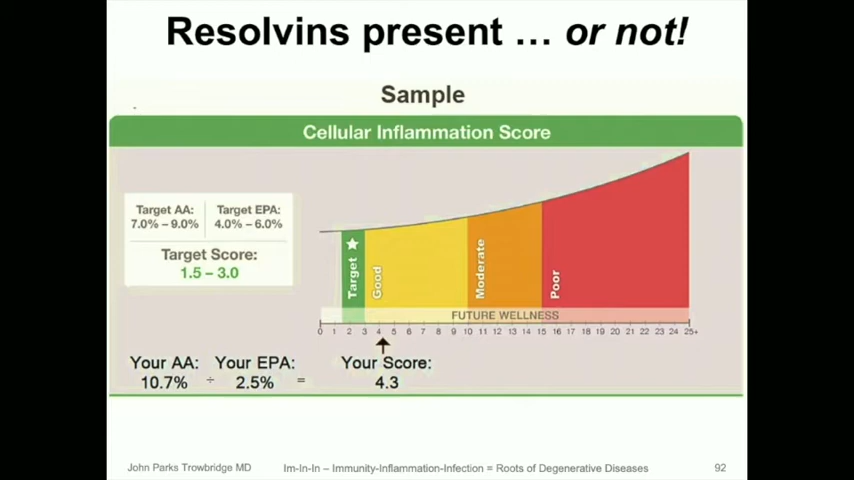 Resolvins present … or not!
Sample
Cellular Inflammation Score
Target AA: Target EPA:
7.0% – 9.0% 4.0% – 6.0%
Target Score:
1.5 – 3.0
Target
Good
Moderate
Poor
FUTURE WELLNESS
0 1 2 3 4 5 6 7 8 9 10 11 12 13 14 15 16 17 18 19 20 21 22 23 24 25+
Your AA: Your EPA: Your Score:
10.7% ÷ 2.5% = 4.3
John Parks Trowbridge MD Im-In-In – Immunity-Inflammation-Infection = Roots of Degenerative Diseases 92